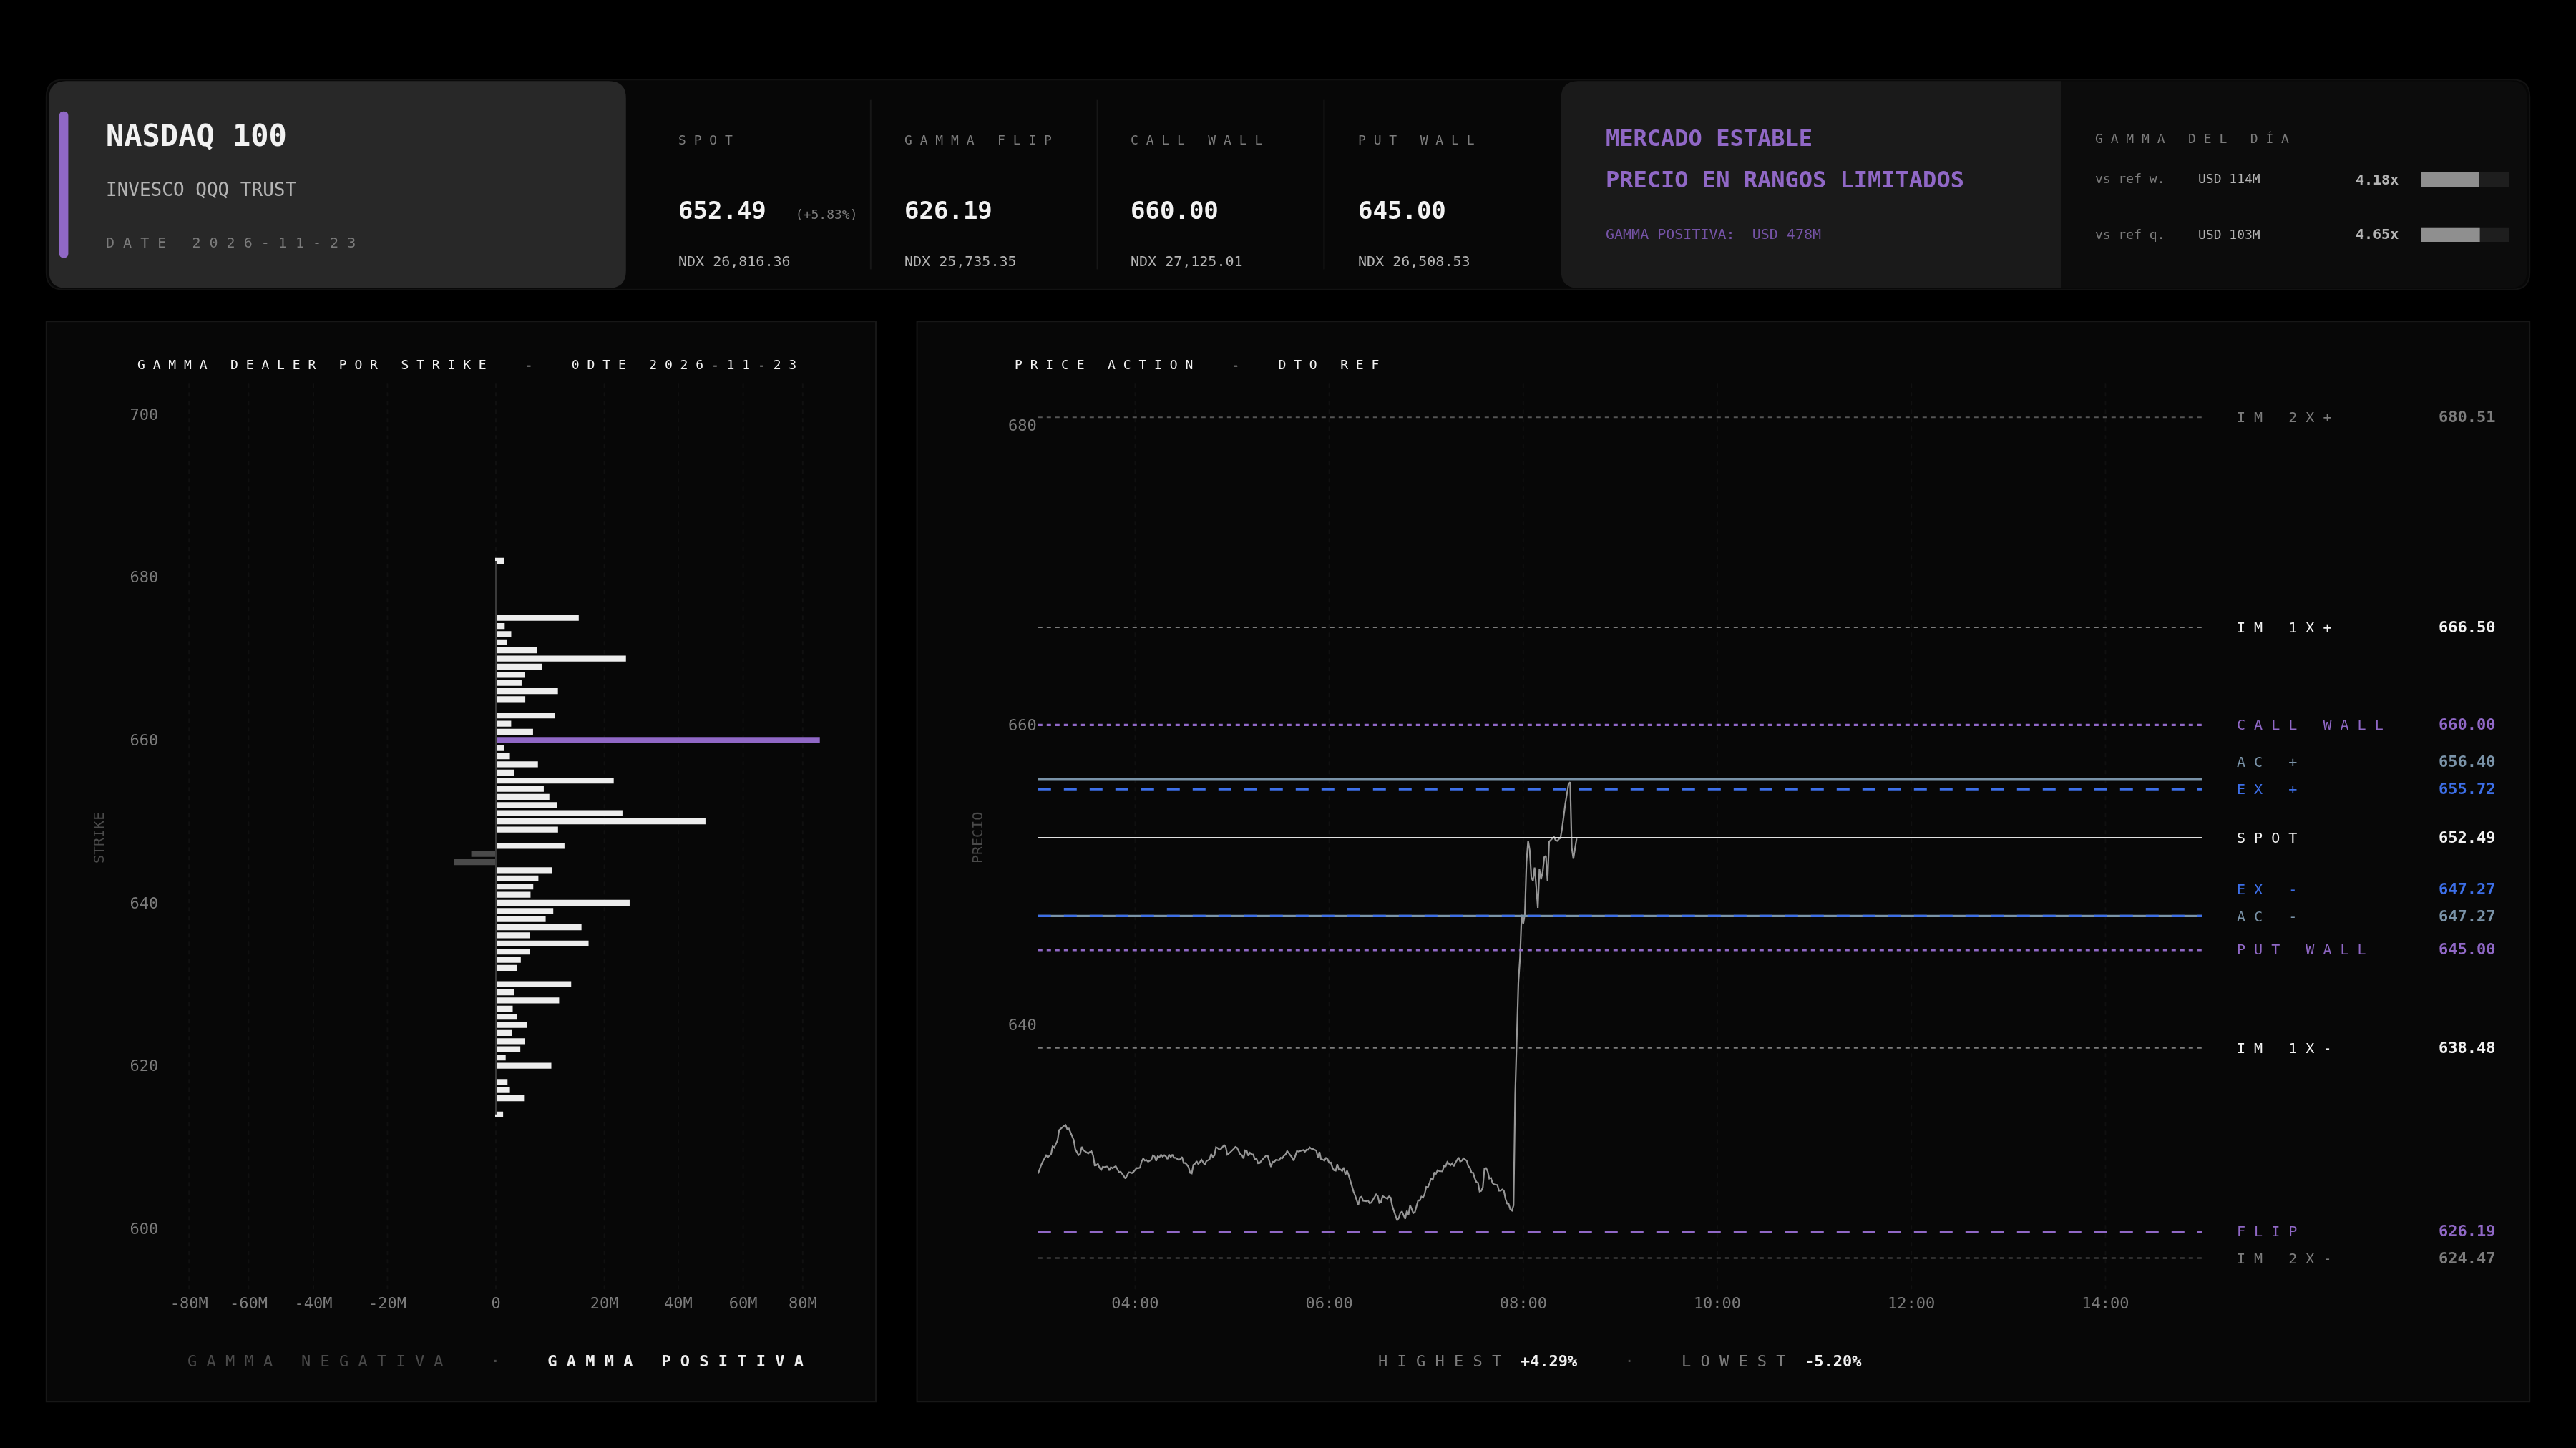 NASDAQ 100
INVESCO QQQ TRUST
DATE 2026-11-23
SPOT
652.49 (+5.83%)
NDX 26,816.36
GAMMA FLIP
626.19
NDX 25,735.35
CALL WALL
660.00
NDX 27,125.01
PUT WALL
645.00
NDX 26,508.53
MERCADO ESTABLE
PRECIO EN RANGOS LIMITADOS
GAMMA POSITIVA: USD 478M
GAMMA DEL DÍA
vs ref w. USD 114M 4.18x
vs ref q. USD 103M 4.65x
GAMMA DEALER POR STRIKE - 0DTE 2026-11-23
700
680
660
640
620
600
STRIKE
-80M -60M -40M -20M 0 20M 40M 60M 80M
GAMMA NEGATIVA · GAMMA POSITIVA
PRICE ACTION - DTO REF
680
660
640
PRECIO
IM 2X+ 680.51
IM 1X+ 666.50
CALL WALL 660.00
AC + 656.40
EX + 655.72
SPOT 652.49
EX - 647.27
AC - 647.27
PUT WALL 645.00
IM 1X- 638.48
FLIP 626.19
IM 2X- 624.47
04:00 06:00 08:00 10:00 12:00 14:00
HIGHEST +4.29% · LOWEST -5.20%